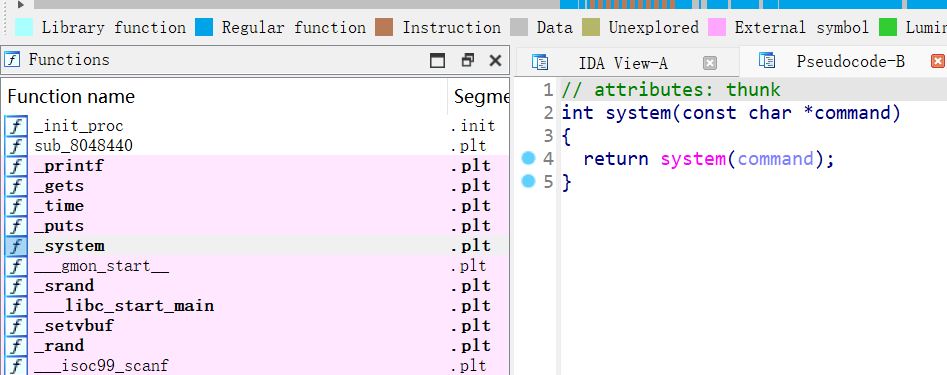 Library function Regular function Instruction Data Unexplored External symbol Lumin
Functions
Function name Segme
_init_proc .init
sub_8048440 .plt
_printf .plt
_gets .plt
_time .plt
_puts .plt
_system .plt
___gmon_start__ .plt
_srand .plt
___libc_start_main .plt
_setvbuf .plt
_rand .plt
___isoc99_scanf .plt
IDA View-A Pseudocode-B
1 // attributes: thunk
2 int system(const char *command)
3 {
4 return system(command);
5 }